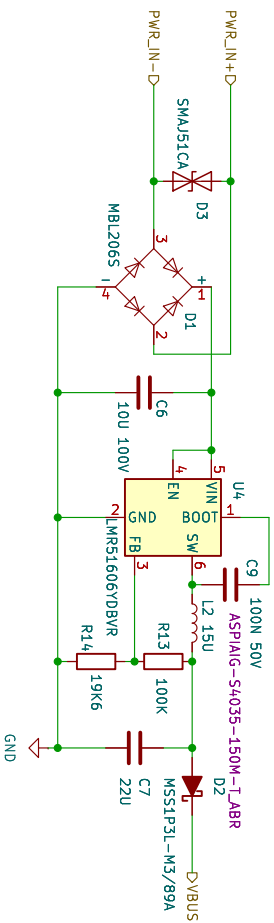 PWR_IN-
PWR_IN+
SMAJ51CA
D3
MBL206S
D1
3
+
1
-
4
2
C6
10U 100V
U4
4
5
EN
VIN
1
BOOT
2
GND
SW
6
FB
3
LMR51606YDBVR
C9
100N 50V
L2 15U
ASPIAIG-S4035-150M-T_ABR
R14
19K6
R13
100K
GND
C7
22U
D2
MSS1P3L-M3/89A
VBUS